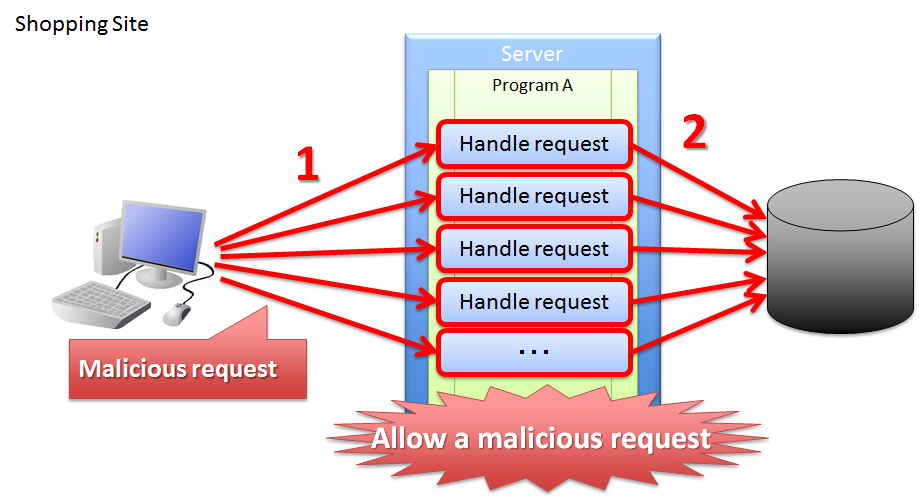 Shopping Site
Server
Program A
1
2
Handle request
Handle request
Handle request
Handle request
...
Malicious request
Allow a malicious request